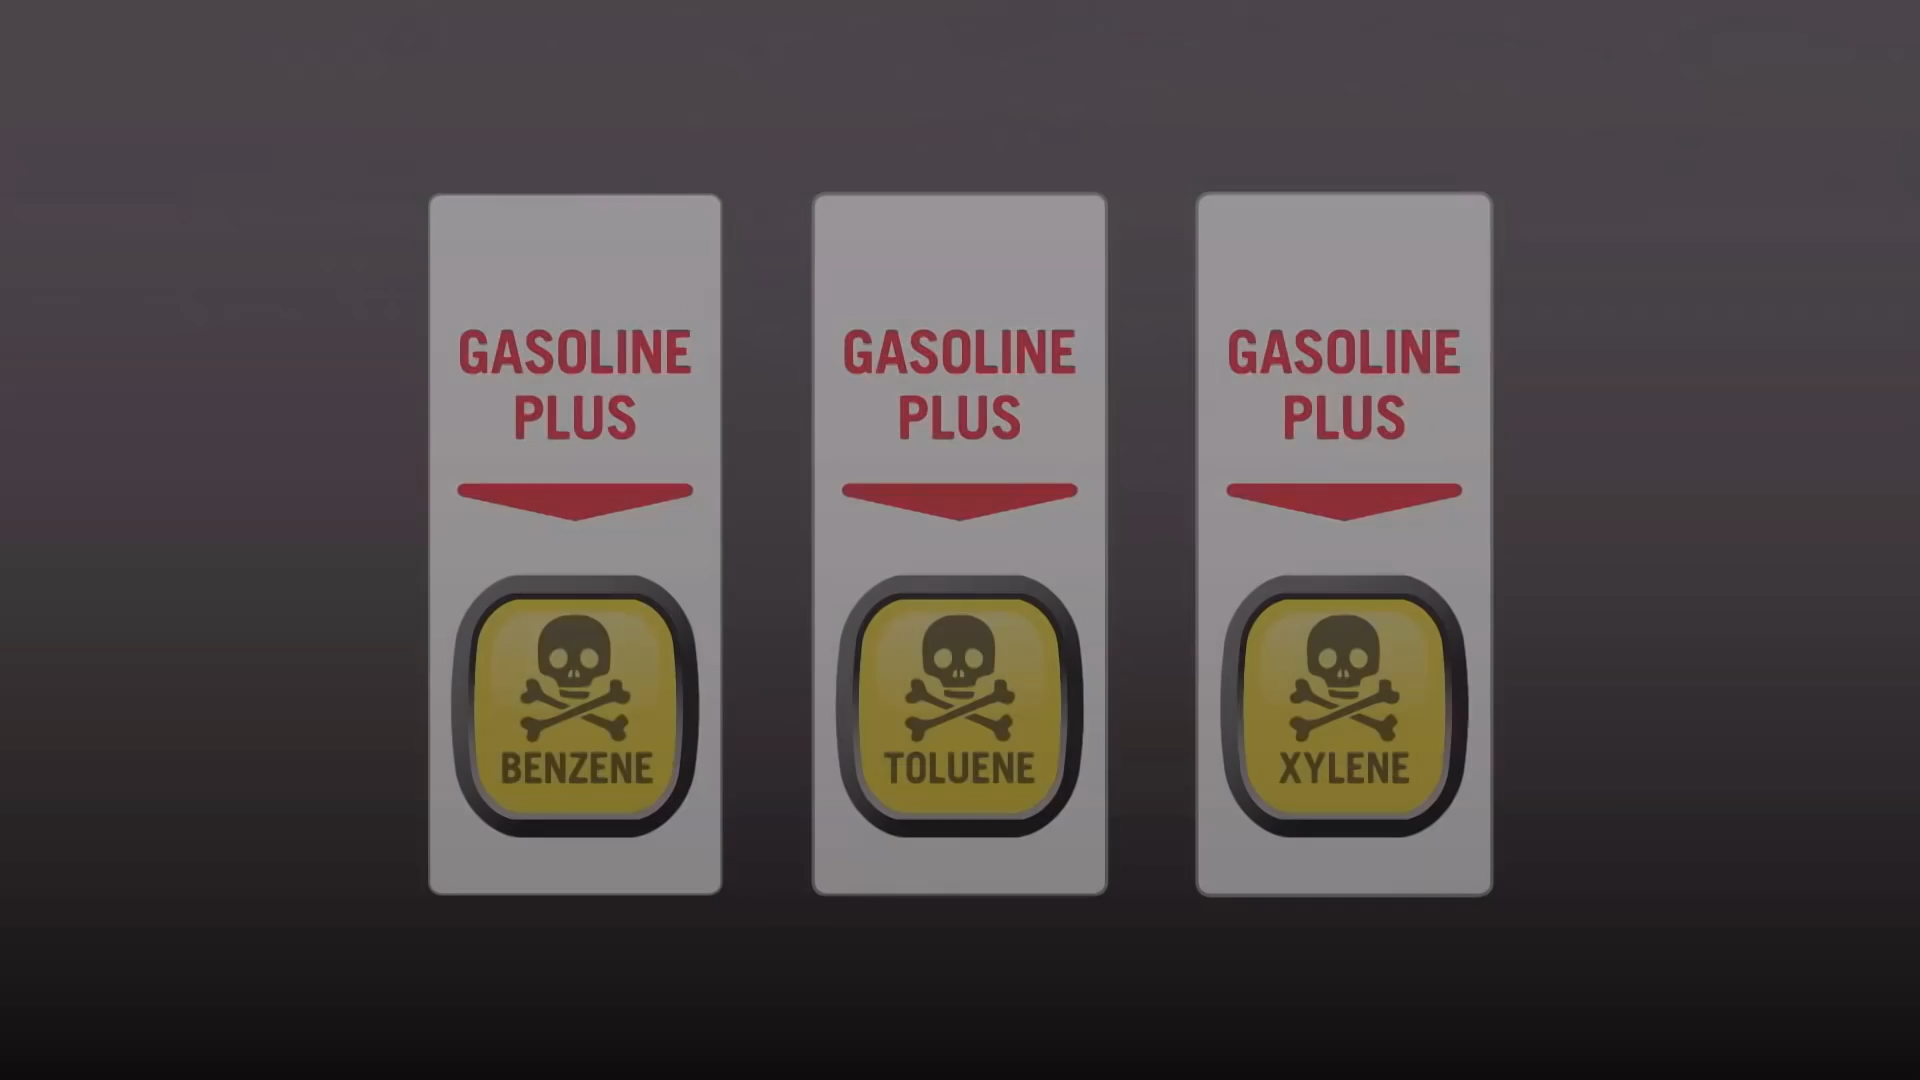 GASOLINE
PLUS
BENZENE
GASOLINE
PLUS
TOLUENE
GASOLINE
PLUS
XYLENE